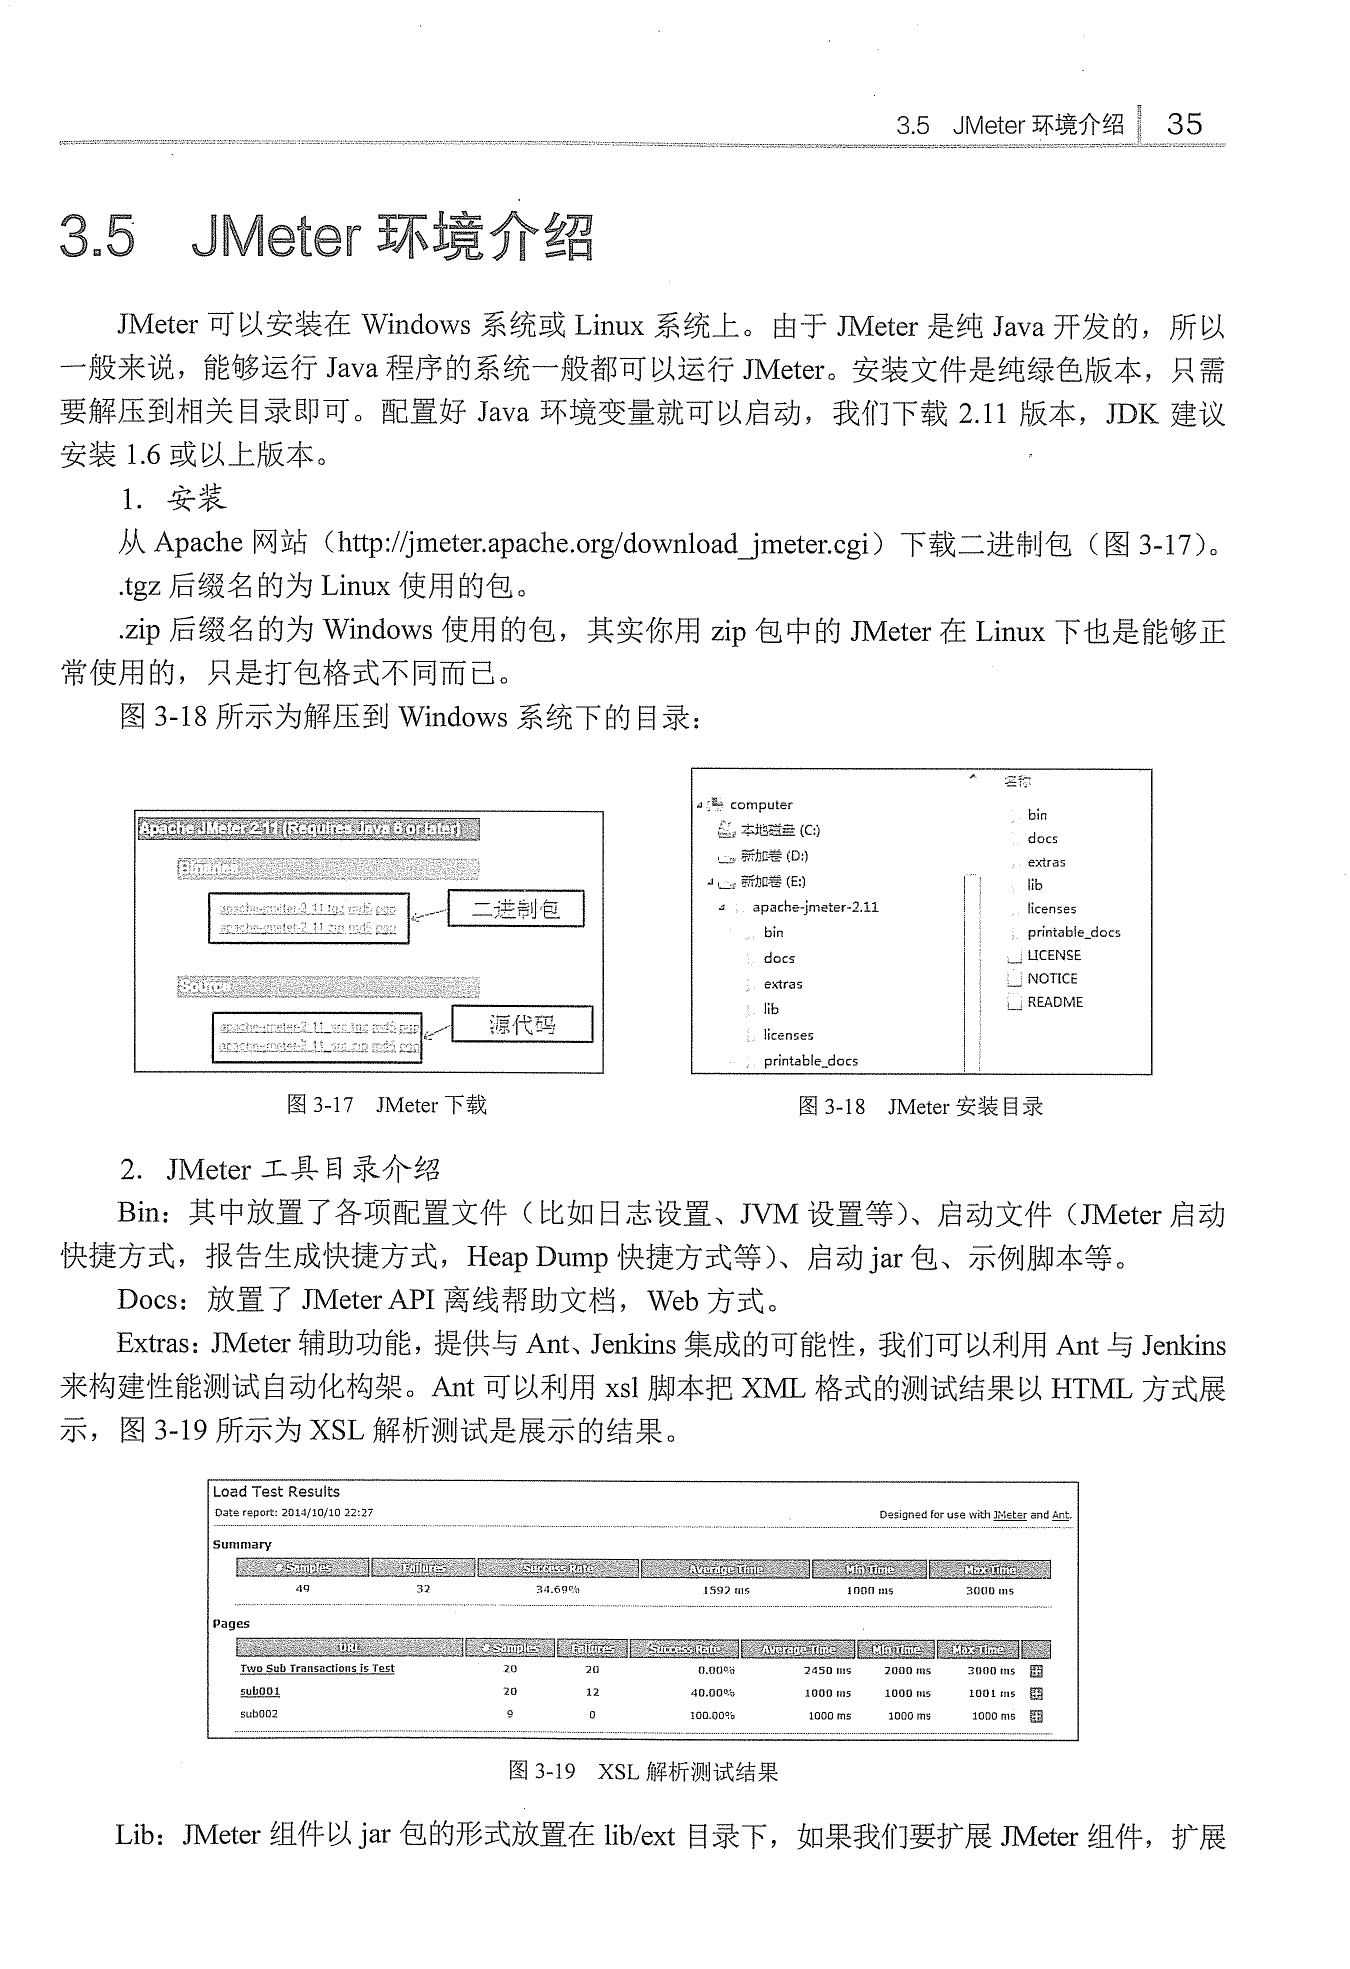 3.5 JMeter 环境介绍 35
3.5 JMeter 环境介绍
JMeter 可以安装在 Windows 系统或 Linux 系统上。由于 JMeter 是纯 Java 开发的，所以
一般来说，能够运行 Java 程序的系统一般都可以运行 JMeter。安装文件是纯绿色版本，只需
要解压到相关目录即可。配置好 Java 环境变量就可以启动，我们下载 2.11 版本，JDK 建议
安装 1.6 或以上版本。
1. 安装
从 Apache 网站（http://jmeter.apache.org/download_jmeter.cgi）下载二进制包（图 3-17）。
.tgz 后缀名的为 Linux 使用的包。
.zip 后缀名的为 Windows 使用的包，其实你用 zip 包中的 JMeter 在 Linux 下也是能够正
常使用的，只是打包格式不同而已。
图 3-18 所示为解压到 Windows 系统下的目录：
Apache JMeter 2.11 (Requires Java 6 or later)
Binaries
apache-jmeter-2.11.tgz md5 pgp
apache-jmeter-2.11.zip md5 pgp
二进制包
Source
apache-jmeter-2.11_src.tgz md5 pgp
apache-jmeter-2.11_src.zip md5 pgp
源代码
图 3-17 JMeter 下载
computer
本地磁盘 (C:)
新加卷 (D:)
新加卷 (E:)
apache-jmeter-2.11
bin
docs
extras
lib
licenses
printable_docs
名称
bin
docs
extras
lib
licenses
printable_docs
LICENSE
NOTICE
README
图 3-18 JMeter 安装目录
2. JMeter 工具目录介绍
Bin：其中放置了各项配置文件（比如日志设置、JVM 设置等）、启动文件（JMeter 启动
快捷方式，报告生成快捷方式，Heap Dump 快捷方式等）、启动 jar 包、示例脚本等。
Docs：放置了 JMeter API 离线帮助文档，Web 方式。
Extras：JMeter 辅助功能，提供与 Ant、Jenkins 集成的可能性，我们可以利用 Ant 与 Jenkins
来构建性能测试自动化构架。Ant 可以利用 xsl 脚本把 XML 格式的测试结果以 HTML 方式展
示，图 3-19 所示为 XSL 解析测试是展示的结果。
Load Test Results
Date report: 2014/10/10 22:27 Designed for use with JMeter and Ant.
Summary
# Samples Failures Success Rate Average Time Min Time Max Time
49 32 34.69% 1592 ms 1000 ms 3000 ms
Pages
URL # Samples Failures Success Rate Average Time Min Time Max Time
Two Sub Transactions is Test 20 20 0.00% 2450 ms 2000 ms 3000 ms
sub001 20 12 40.00% 1000 ms 1000 ms 1001 ms
sub002 9 0 100.00% 1000 ms 1000 ms 1000 ms
图 3-19 XSL 解析测试结果
Lib：JMeter 组件以 jar 包的形式放置在 lib/ext 目录下，如果我们要扩展 JMeter 组件，扩展